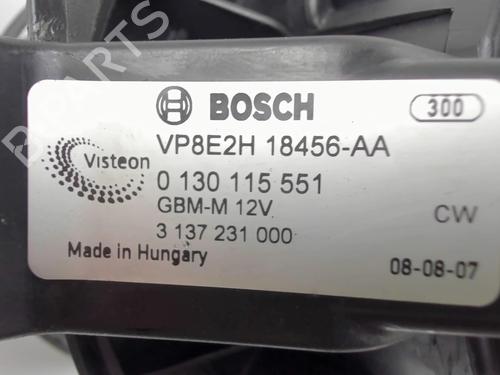 B-PARTS
BOSCH 300
Visteon VP8E2H 18456-AA
0 130 115 551
GBM-M 12V CW
3 137 231 000
Made in Hungary 08-08-07